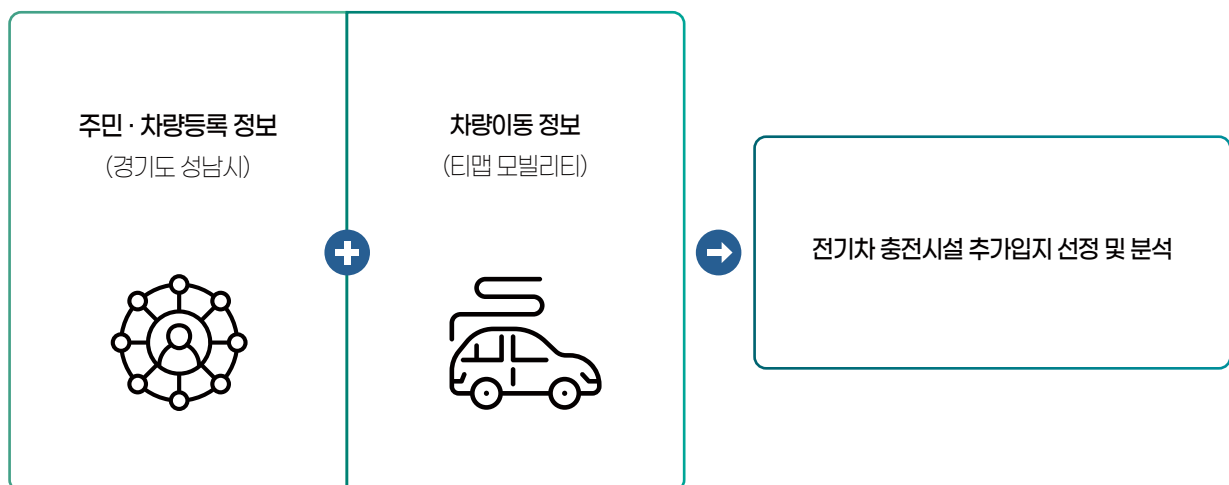 주민 · 차량등록 정보
(경기도 성남시)
차량이동 정보
(티맵 모빌리티)
전기차 충전시설 추가입지 선정 및 분석